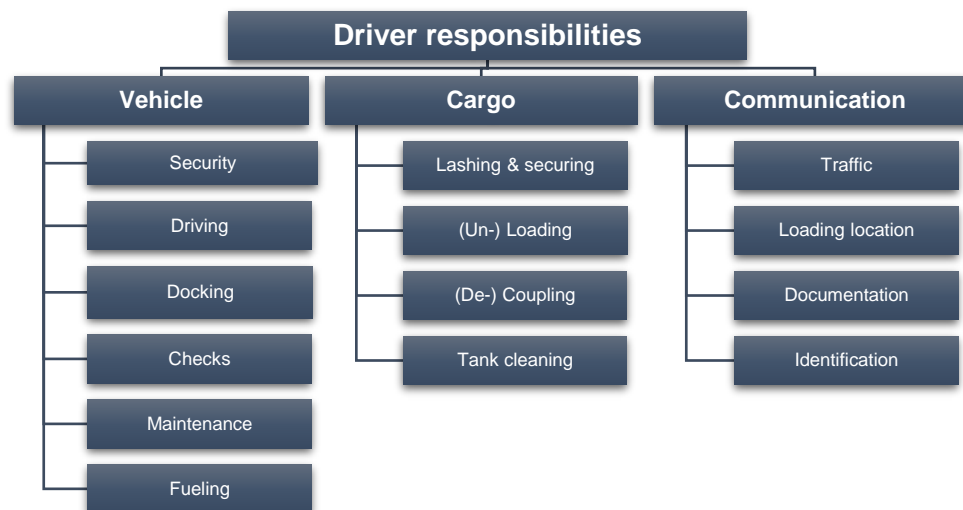 Driver responsibilities
Vehicle
Security
Driving
Docking
Checks
Maintenance
Fueling
Cargo
Lashing & securing
(Un-) Loading
(De-) Coupling
Tank cleaning
Communication
Traffic
Loading location
Documentation
Identification